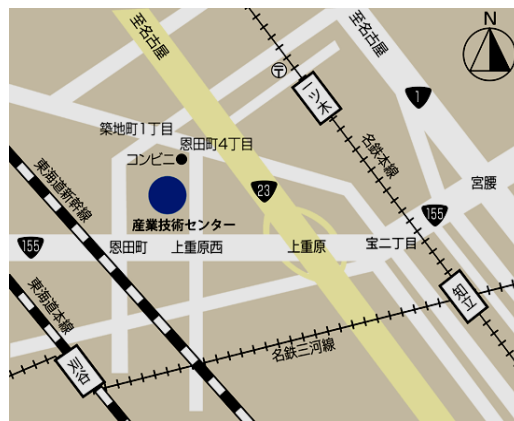 至名古屋
至名古屋
N
〒
一ツ木
1
築地町1丁目
恩田町4丁目
コンビニ
名鉄本線
東海道新幹線
23
宮腰
産業技術センター
155
155
恩田町
上重原西
上重原
宝二丁目
東海道本線
知立
名鉄三河線
刈谷